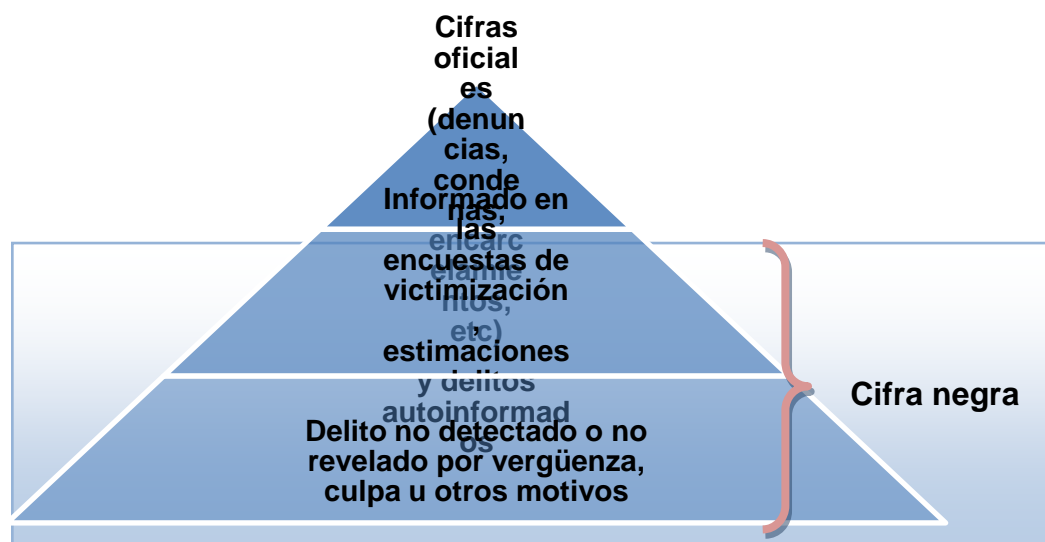 Cifras
oficial
es
(denun
cias,
conde
nas,
encarc
elamie
ntos,
etc)
Informado en
las
encuestas de
victimización
,
estimaciones
y delitos
autoinformad
os
Delito no detectado o no
revelado por vergüenza,
culpa u otros motivos
Cifra negra